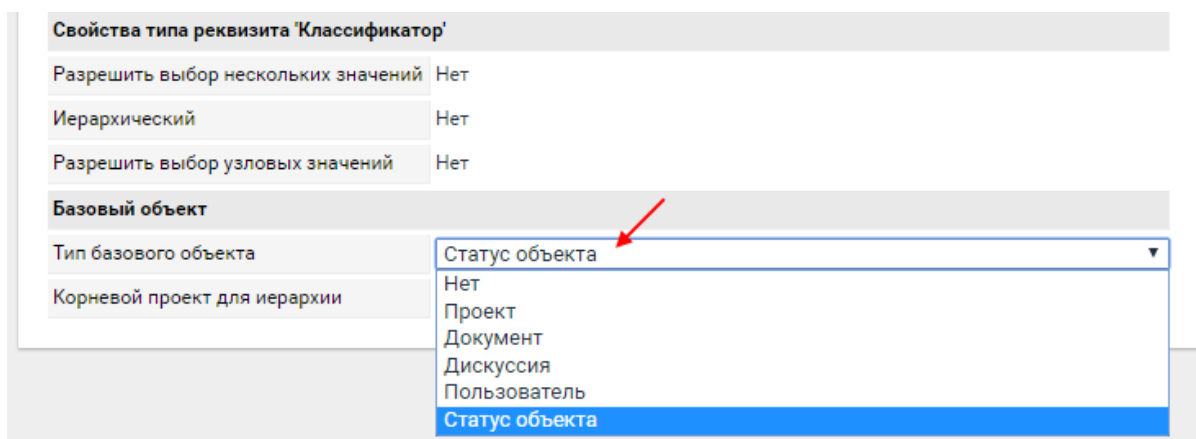 Свойства типа реквизита 'Классификатор'
Разрешить выбор нескольких значений Нет
Иерархический Нет
Разрешить выбор узловых значений Нет
Базовый объект
Тип базового объекта Статус объекта
Корневой проект для иерархии
Нет
Проект
Документ
Дискуссия
Пользователь
Статус объекта